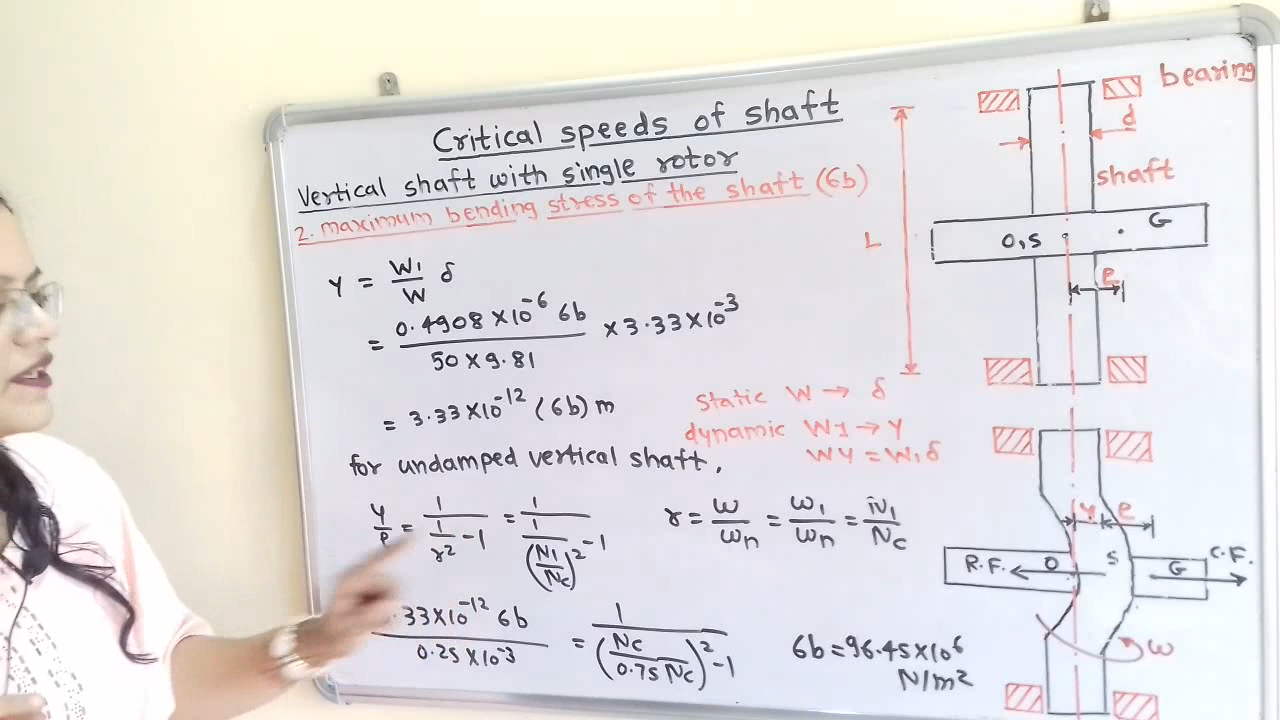 Critical speeds of shaft
Vertical shaft with single rotor
2. maximum bending stress of the shaft (6b)
Y = W1/W δ
= 0.4908 × 10^-6 6b / 50 × 9.81 × 3.33 × 10^-3
= 3.33 × 10^-12 (6b) m
Static W → δ
dynamic W1 → Y
WY = W1 δ
for undamped vertical shaft,
Y/e = 1 / (1/r² - 1) = 1 / (1/(N1/Nc)² - 1)
r = ω/ωn = ω1/ωn = N1/Nc
.33 × 10^-12 6b / 0.25 × 10^-3 = 1 / ((Nc/0.75 Nc)² - 1)
6b = 96.45 × 10^6
N/m²
bearing
d
shaft
L
O,S
G
e
Y
e
C.F.
R.F.
O
S
G
ω